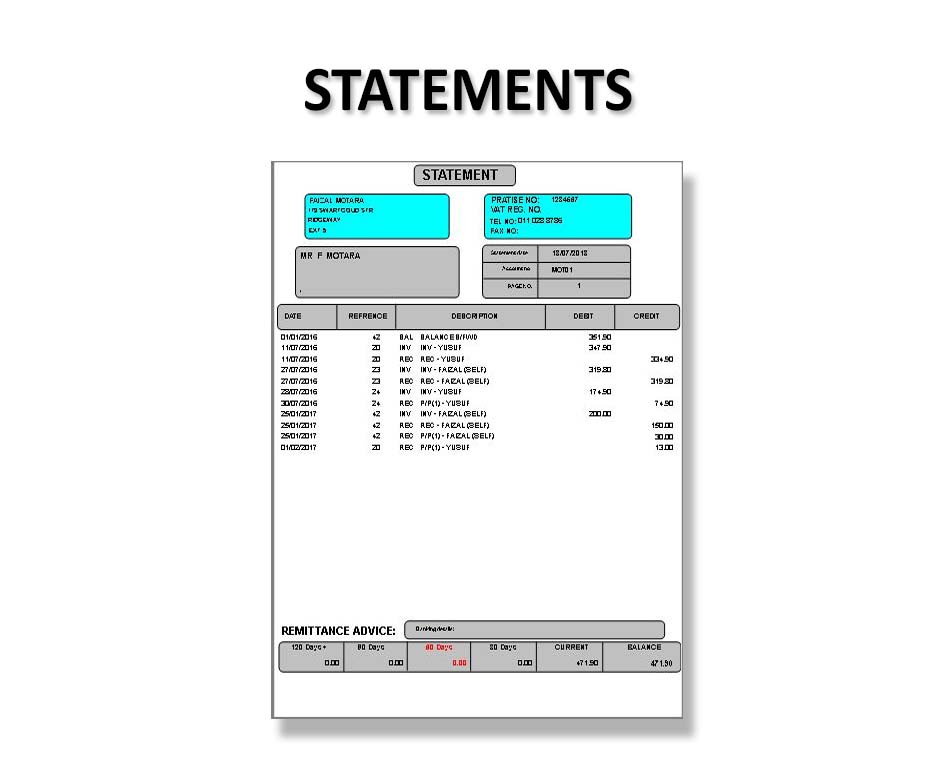 STATEMENTS
STATEMENT
FAIZAL MOTARA
RIDGEWAY
EXT 5
PRATISE NO: 1284667
VAT REG. NO.
TEL NO: 011 028 8786
FAX NO:
MR F MOTARA
Statement date 18/07/2018
Account no MOT01
PAGE NO. 1
DATE REFRENCE DESCRIPTION DEBIT CREDIT
01/01/2016 42 BAL BALANCE B/FWD 351.90
11/07/2016 20 INV INV - YUSUF 347.90
11/07/2016 20 REC REC - YUSUF 334.90
27/07/2016 23 INV INV - FAIZAL (SELF) 319.80
27/07/2016 23 REC REC - FAIZAL (SELF) 319.80
28/07/2016 24 INV INV - YUSUF 174.90
30/07/2016 24 REC P/P(1) - YUSUF 74.90
25/01/2017 42 INV INV - FAIZAL (SELF) 200.00
25/01/2017 42 REC REC - FAIZAL (SELF) 150.00
25/01/2017 42 REC P/P(1) - FAIZAL (SELF) 30.00
01/02/2017 20 REC P/P(1) - YUSUF 13.00
REMITTANCE ADVICE: Banking details:
120 Days+ 90 Days 60 Days 30 Days CURRENT BALANCE
0.00 0.00 0.00 0.00 471.90 471.90